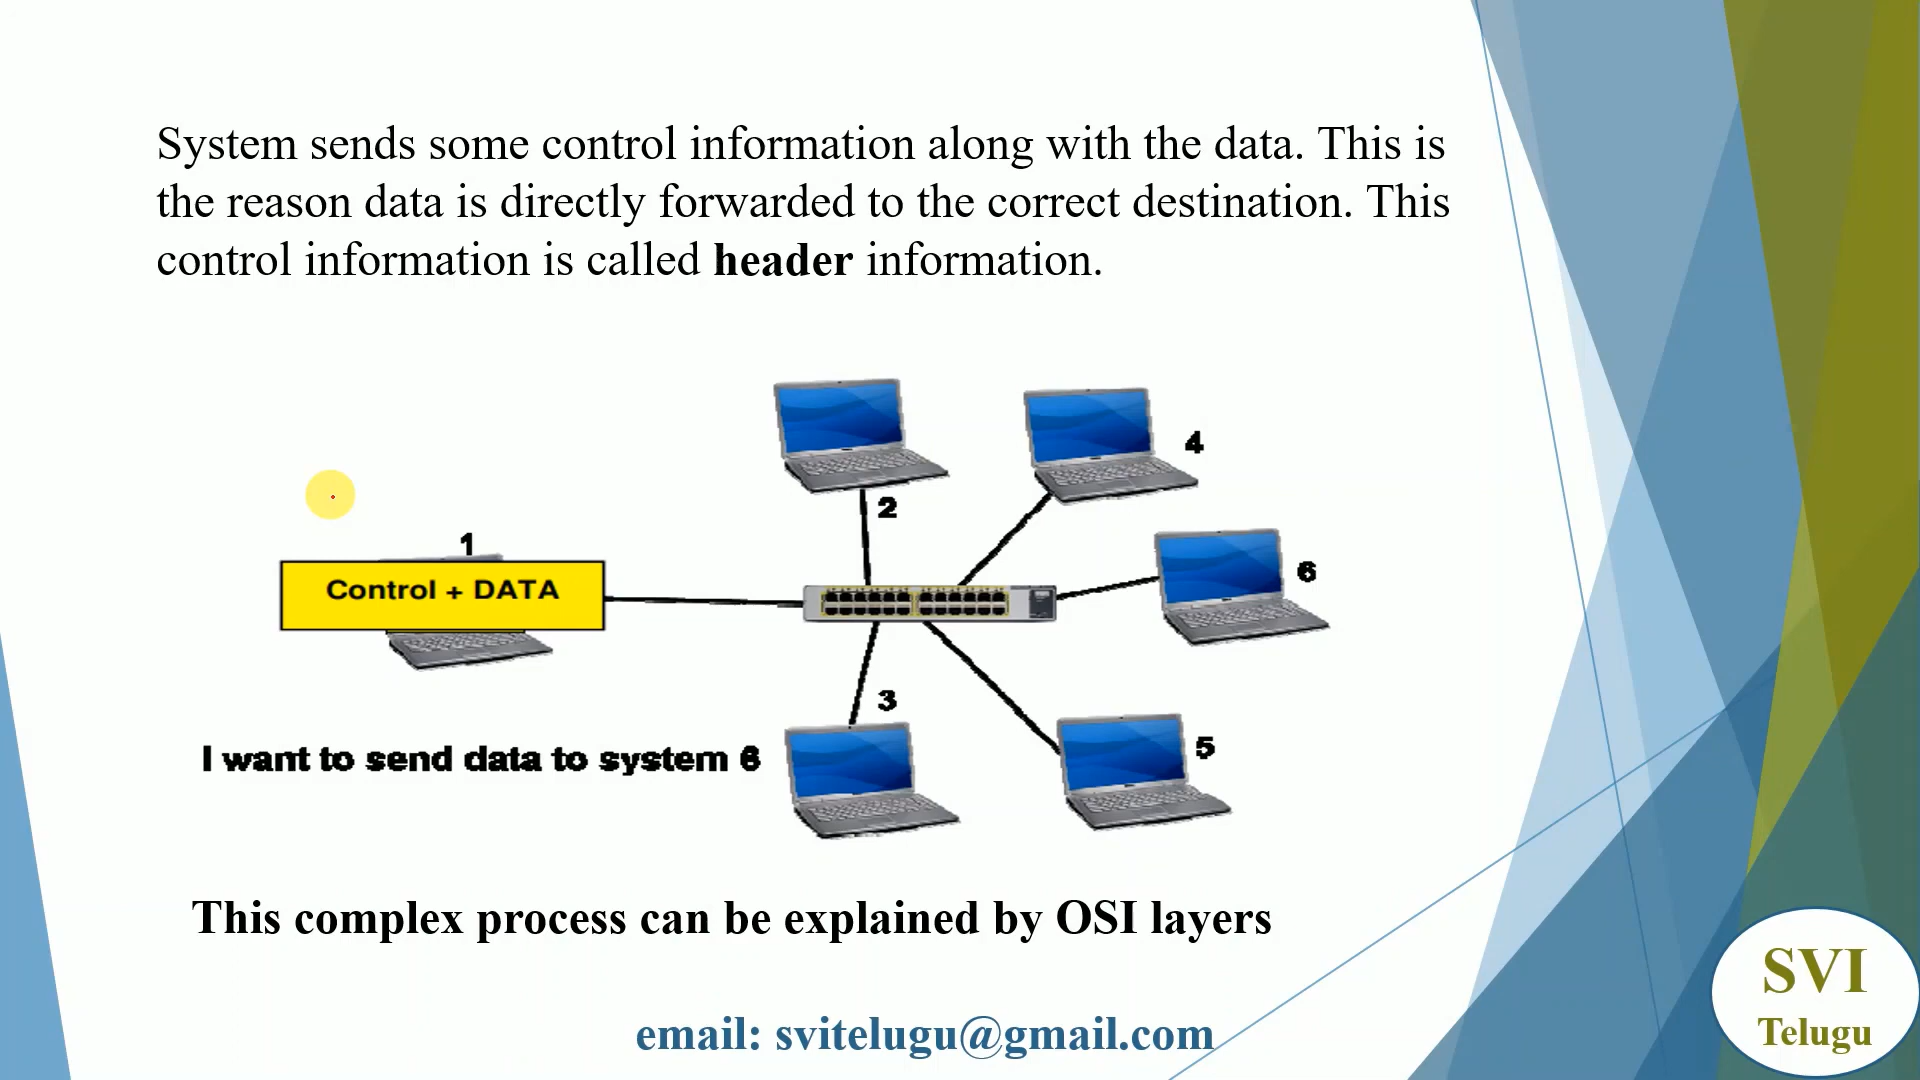 System sends some control information along with the data. This is
the reason data is directly forwarded to the correct destination. This
control information is called header information.
4
2
1
6
Control + DATA
3
5
I want to send data to system 6
This complex process can be explained by OSI layers
SVI
Telugu
email: svitelugu@gmail.com